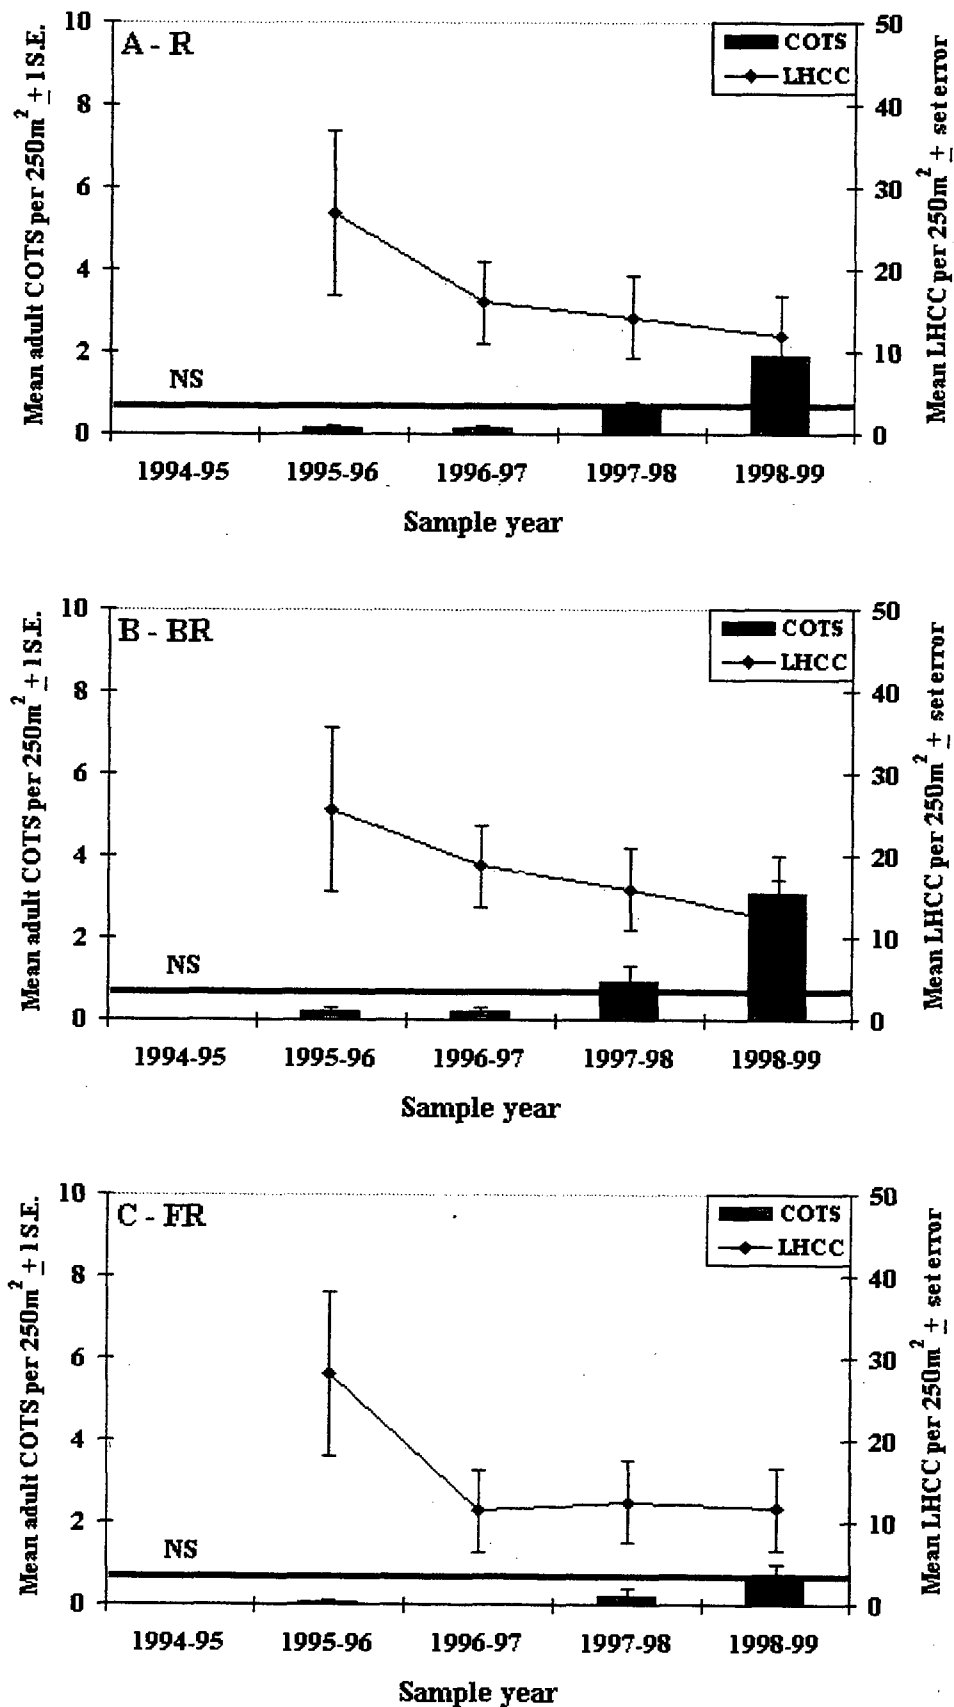 A - R
COTS
LHCC
Mean adult COTS per 250m² ± 1 S.E.
10
8
6
4
2
0
NS
50
40
30
20
10
0
Mean LHCC per 250m² ± set error
1994-95 1995-96 1996-97 1997-98 1998-99
Sample year
B - BR
COTS
LHCC
Mean adult COTS per 250m² ± 1 S.E.
10
8
6
4
2
0
NS
50
40
30
20
10
0
Mean LHCC per 250m² ± set error
1994-95 1995-96 1996-97 1997-98 1998-99
Sample year
C - FR
COTS
LHCC
Mean adult COTS per 250m² ± 1 S.E.
10
8
6
4
2
0
NS
50
40
30
20
10
0
Mean LHCC per 250m² ± set error
1994-95 1995-96 1996-97 1997-98 1998-99
Sample year